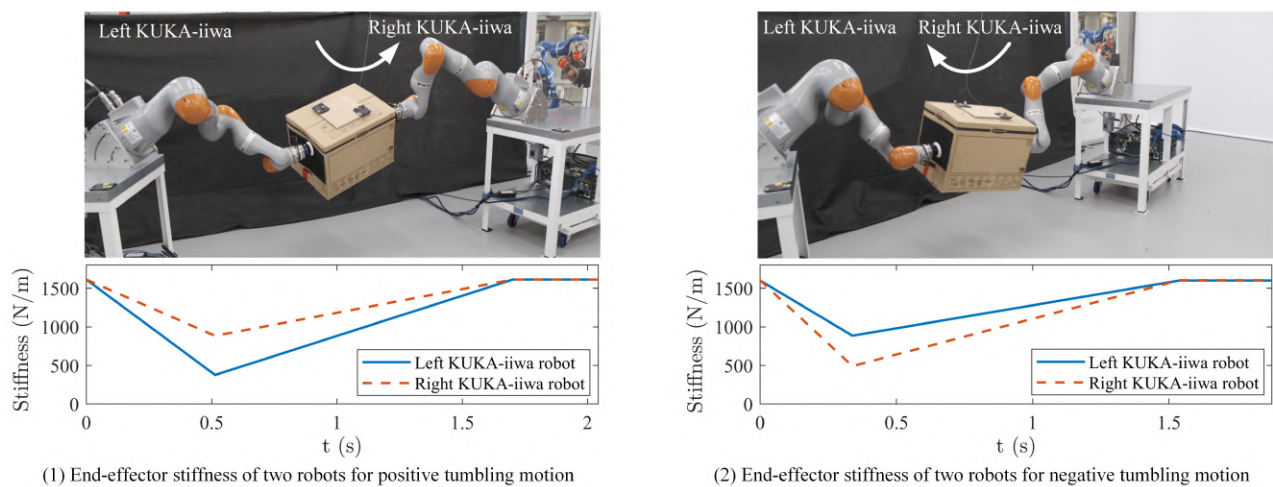 Left KUKA-iiwa
Right KUKA-iiwa
Stiffness (N/m)
1500
1000
500
0
Left KUKA-iiwa robot
Right KUKA-iiwa robot
0
0.5
1
1.5
2
t (s)
(1) End-effector stiffness of two robots for positive tumbling motion
Left KUKA-iiwa
Right KUKA-iiwa
Stiffness (N/m)
1500
1000
500
0
Left KUKA-iiwa robot
Right KUKA-iiwa robot
0
0.5
1
1.5
t (s)
(2) End-effector stiffness of two robots for negative tumbling motion